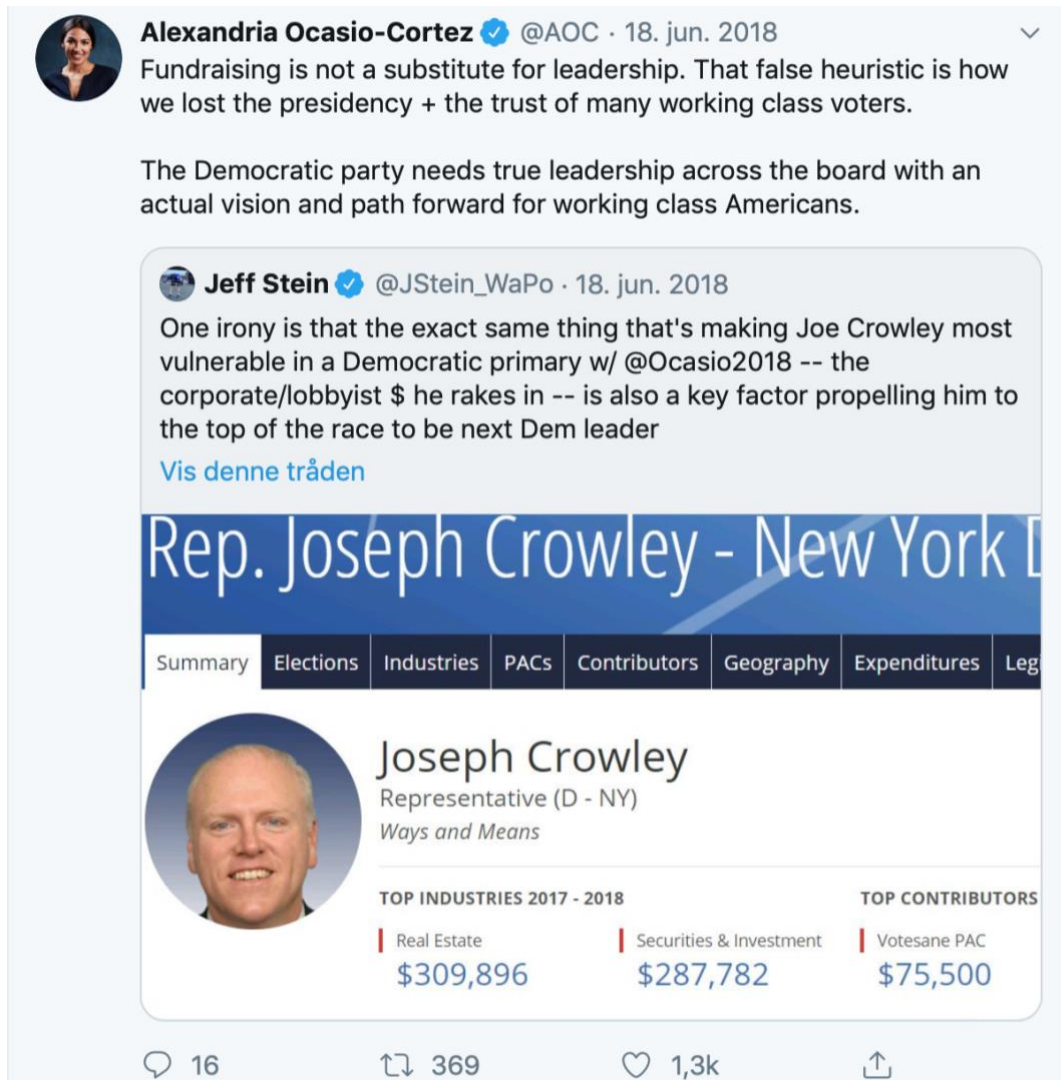 Alexandria Ocasio-Cortez @AOC · 18. jun. 2018
Fundraising is not a substitute for leadership. That false heuristic is how
we lost the presidency + the trust of many working class voters.
The Democratic party needs true leadership across the board with an
actual vision and path forward for working class Americans.
Jeff Stein @JStein_WaPo · 18. jun. 2018
One irony is that the exact same thing that's making Joe Crowley most
vulnerable in a Democratic primary w/ @Ocasio2018 -- the
corporate/lobbyist $ he rakes in -- is also a key factor propelling him to
the top of the race to be next Dem leader
Vis denne tråden
Rep. Joseph Crowley - New York
Summary Elections Industries PACs Contributors Geography Expenditures
Joseph Crowley
Representative (D - NY)
Ways and Means
TOP INDUSTRIES 2017 - 2018 TOP CONTRIBUTORS
Real Estate Securities & Investment Votesane PAC
$309,896 $287,782 $75,500
16 369 1,3k